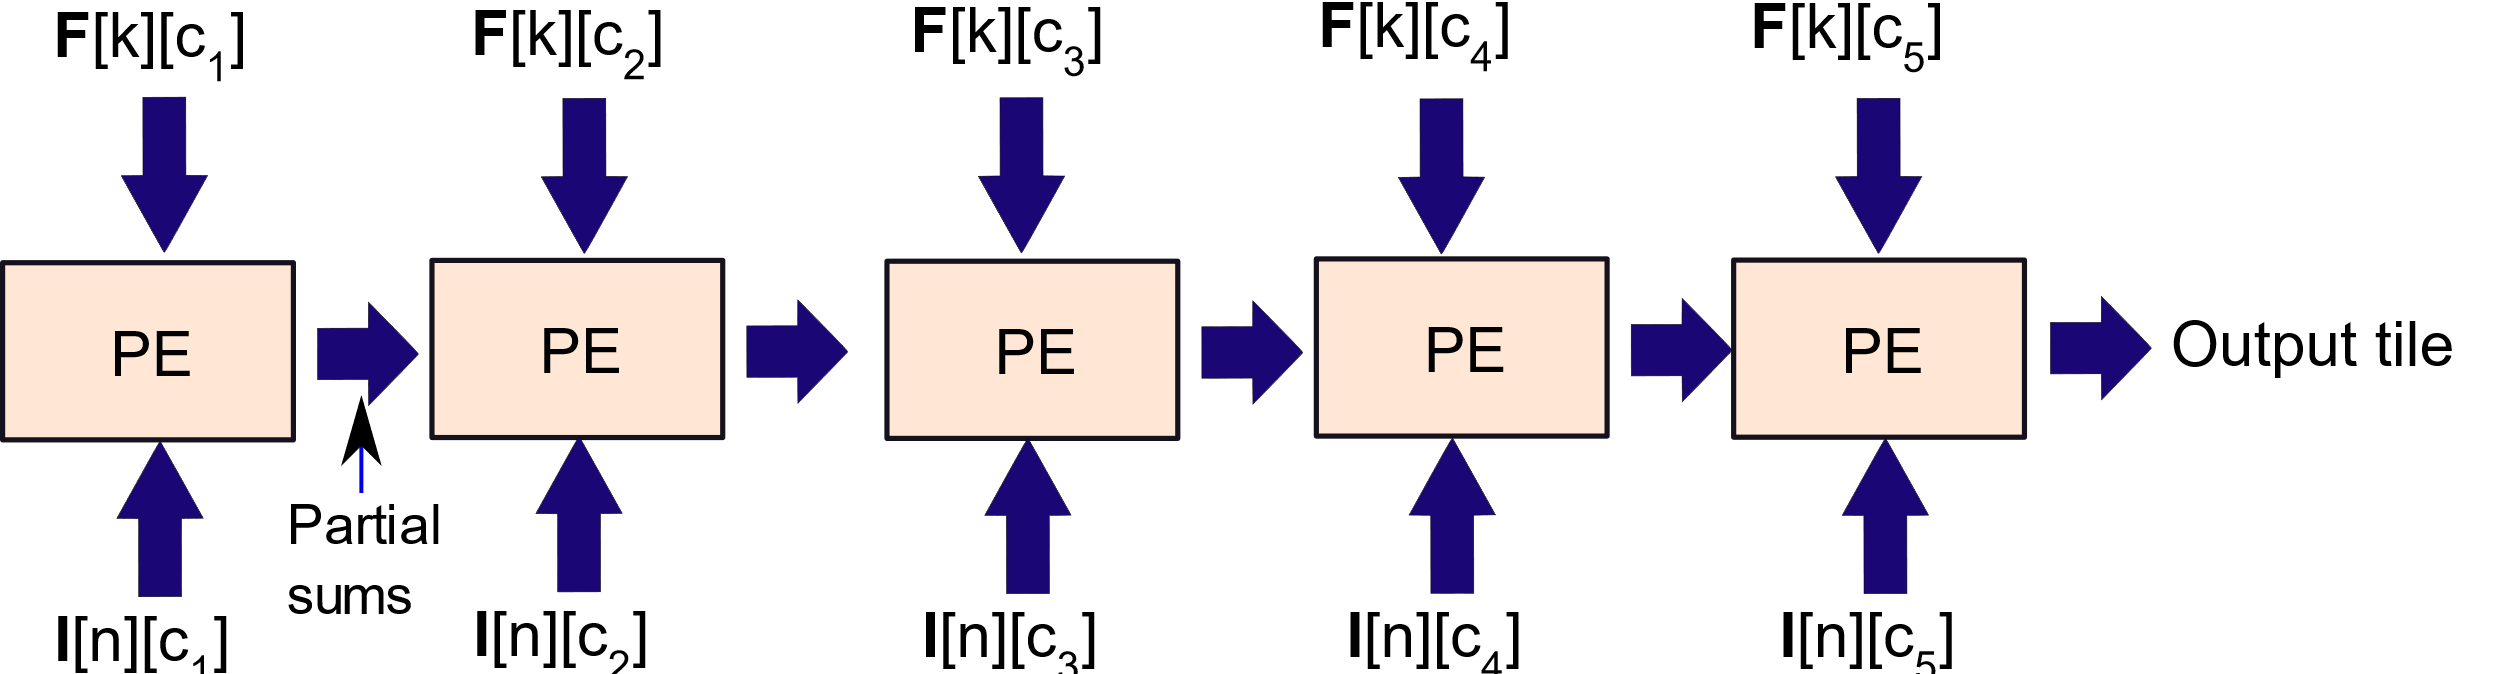 F[k][c1] F[k][c2] F[k][c3] F[k][c4] F[k][c5]
PE PE PE PE PE Output tile
Partial
sums
I[n][c1] I[n][c2] I[n][c3] I[n][c4] I[n][c5]